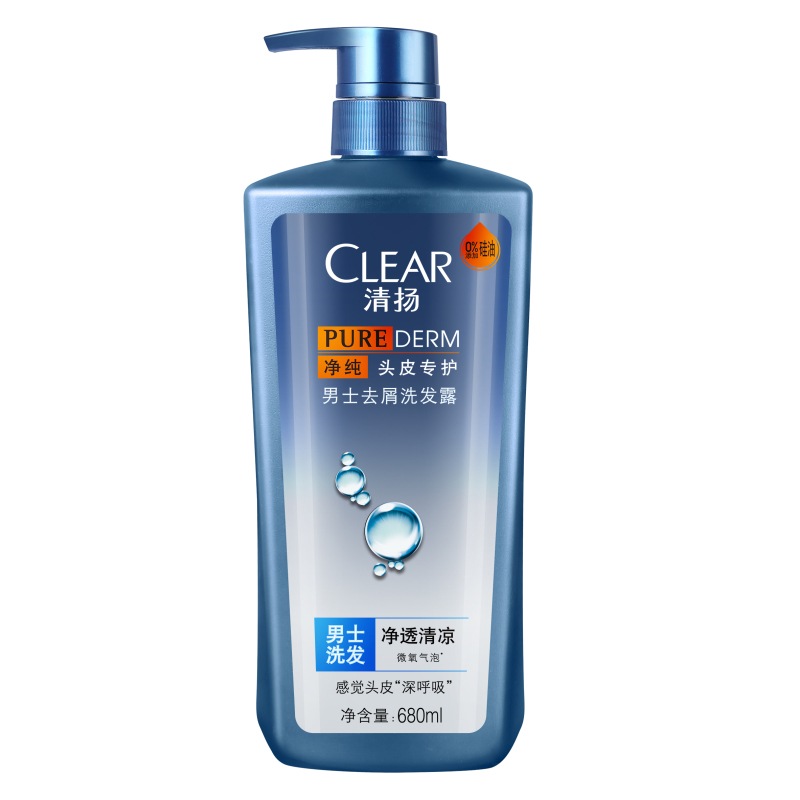 CLEAR
清扬
0%
添加
硅油
PURE DERM
净纯 头皮专护
男士去屑洗发露
男士
洗发
净透清凉
微氧气泡*
感觉头皮“深呼吸”
净含量:680ml